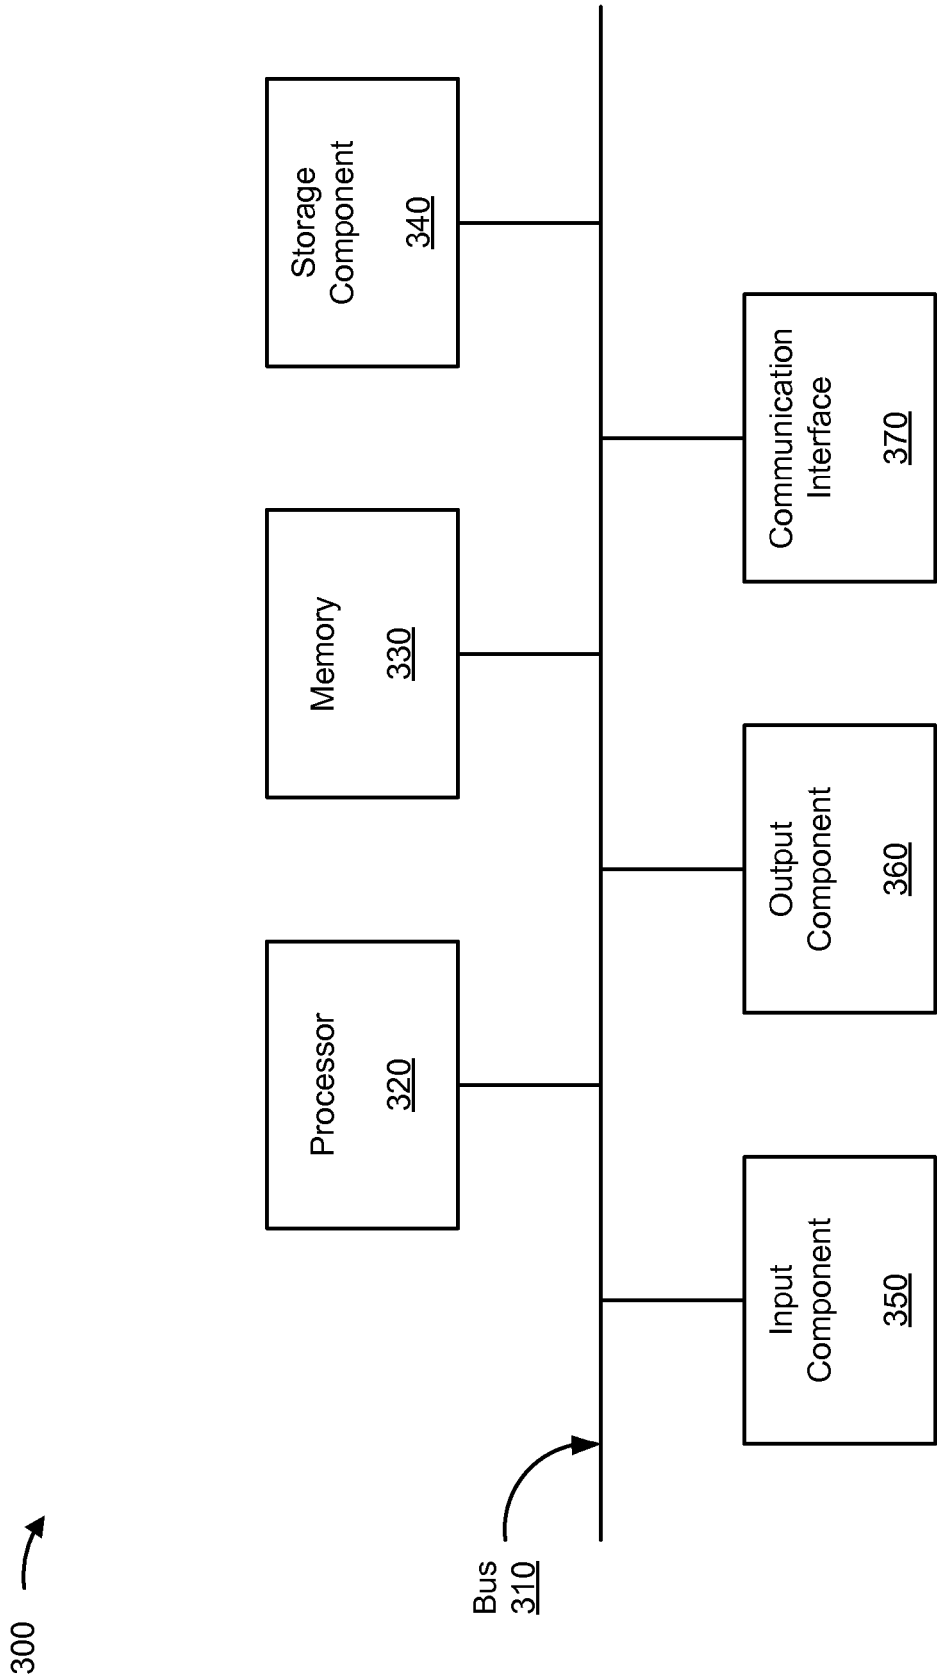 300
Processor
320
Memory
330
Storage
Component
340
Bus
310
Input
Component
350
Output
Component
360
Communication
Interface
370